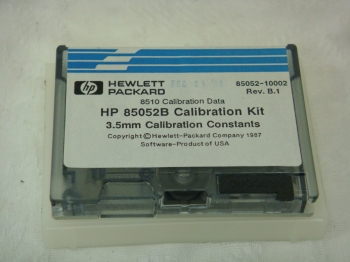 hp HEWLETT PACKARD
85052-10002
Rev. B.1
8510 Calibration Data
HP 85052B Calibration Kit
3.5mm Calibration Constants
Copyright © Hewlett-Packard Company 1987
Software-Product of USA